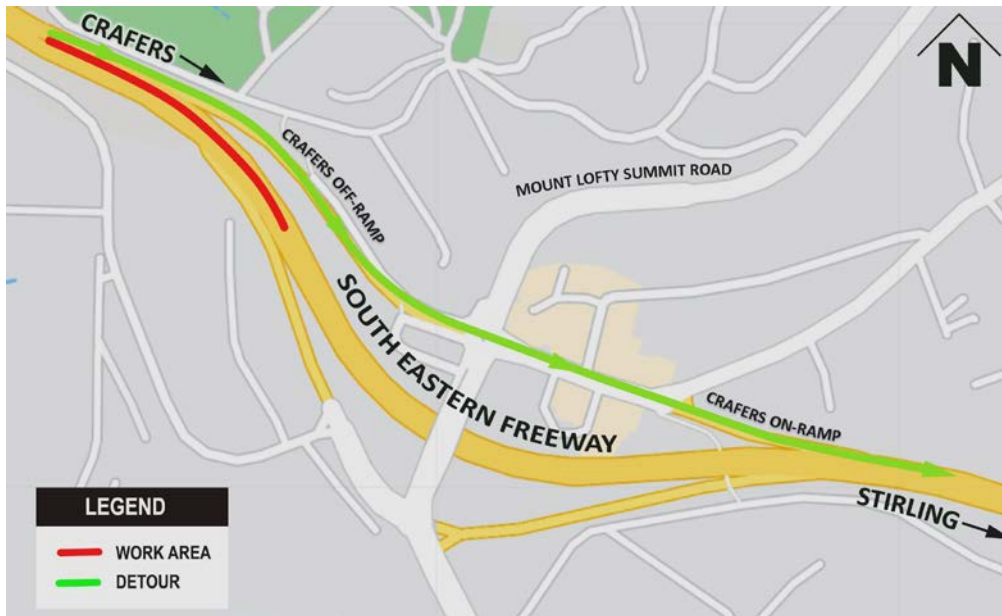 CRAFERS
N
CRAFERS OFF-RAMP
MOUNT LOFTY SUMMIT ROAD
SOUTH EASTERN FREEWAY
CRAFERS ON-RAMP
STIRLING
LEGEND
WORK AREA
DETOUR